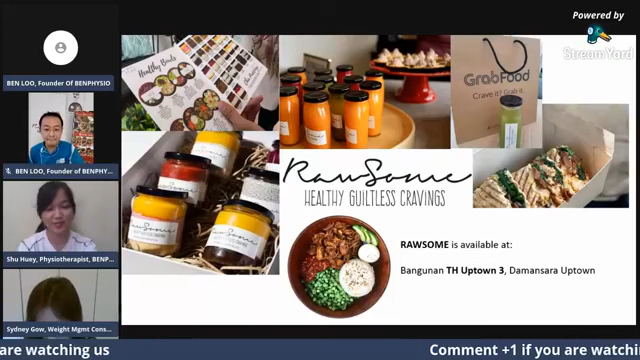 Powered by
StreamYard
BEN LOO, Founder Of BENPHYSIO
BEN LOO, Founder of BENPHY...
Shu Huey, Physiotherapist, BENP...
Sydney Gow, Weight Mgmt Cons...
Healthy Bowls
GrabFood
Crave it? Grab it.
RawSome
HEALTHY GUILTLESS CRAVINGS
RAWSOME is available at:
Bangunan TH Uptown 3, Damansara Uptown
are watching us
Comment +1 if you are watchi